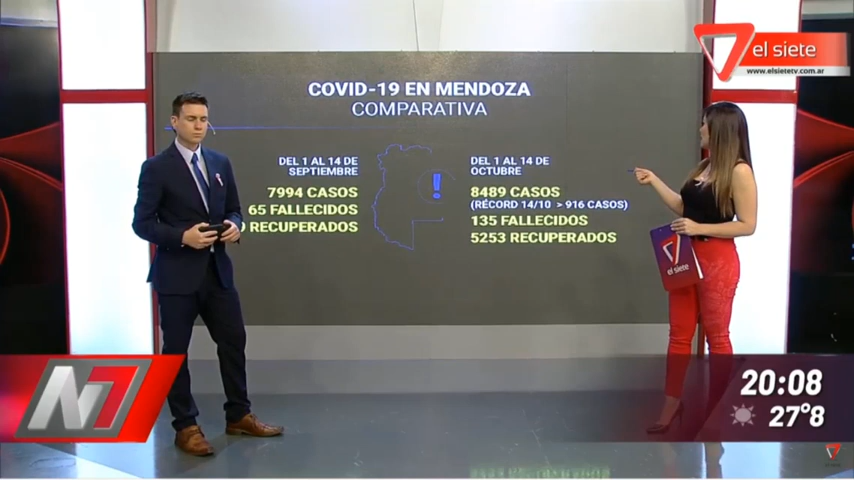 7 el siete
www.elsietetv.com.ar
COVID-19 EN MENDOZA
COMPARATIVA
DEL 1 AL 14 DE
SEPTIEMBRE
7994 CASOS
65 FALLECIDOS
RECUPERADOS
DEL 1 AL 14 DE
OCTUBRE
8489 CASOS
(RÉCORD 14/10 > 916 CASOS)
135 FALLECIDOS
5253 RECUPERADOS
!
7
el siete
N7
20:08
27°8